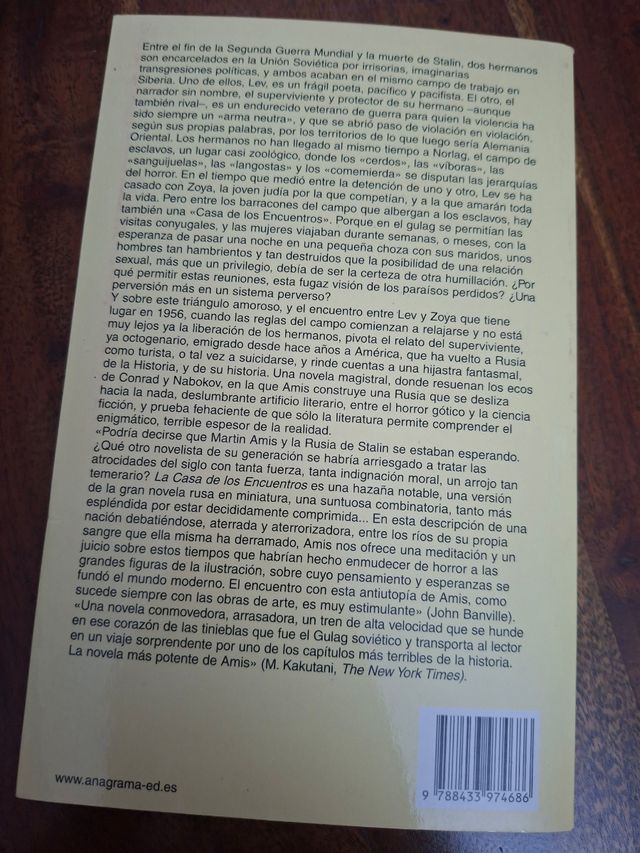 Entre el fin de la Segunda Guerra Mundial y la muerte de Stalin, dos hermanos
son encarcelados en la Unión Soviética por irrisorias, imaginarias
transgresiones políticas, y ambos acaban en el mismo campo de trabajo en
Siberia. Uno de ellos, Lev, es un frágil poeta, pacífico y pacifista. El otro, el
narrador sin nombre, el superviviente y protector de su hermano –aunque
también rival–, es un endurecido veterano de guerra para quien la violencia ha
sido siempre un «arma neutra», y que se abrió paso de violación en violación,
según sus propias palabras, por los territorios de lo que luego sería Alemania
Oriental. Los hermanos no han llegado al mismo tiempo a Norlag, el campo de
esclavos, un lugar casi zoológico, donde los «cerdos», las «víboras», las
«sanguijuelas», las «langostas» y los «comemierda» se disputan las jerarquías
del horror. En el tiempo que medió entre la detención de uno y otro, Lev se ha
casado con Zoya, la joven judía por la que competían, y a la que amarán toda
la vida. Pero entre los barracones del campo que albergan a los esclavos, hay
también una «Casa de los Encuentros». Porque en el gulag se permitían las
visitas conyugales, y las mujeres viajaban durante semanas, o meses, con la
esperanza de pasar una noche en una pequeña choza con sus maridos, unos
hombres tan hambrientos y tan destruidos que la posibilidad de una relación
sexual, más que un privilegio, debía de ser la certeza de otra humillación. ¿Por
qué permitir estas reuniones, esta fugaz visión de los paraísos perdidos? ¿Una
perversión más en un sistema perverso?
Y sobre este triángulo amoroso, y el encuentro entre Lev y Zoya que tiene
lugar en 1956, cuando las reglas del campo comienzan a relajarse y no está
muy lejos ya la liberación de los hermanos, pivota el relato del superviviente,
ya octogenario, emigrado desde hace años a América, que ha vuelto a Rusia
como turista, o tal vez a suicidarse, y rinde cuentas a una hijastra fantasmal,
de la Historia, y de su historia. Una novela magistral, donde resuenan los ecos
de Conrad y Nabokov, en la que Amis construye una Rusia que se desliza
hacia la nada, deslumbrante artificio literario, entre el horror gótico y la ciencia
ficción, y prueba fehaciente de que sólo la literatura permite comprender el
enigmático, terrible espesor de la realidad.
«Podría decirse que Martin Amis y la Rusia de Stalin se estaban esperando.
¿Qué otro novelista de su generación se habría arriesgado a tratar las
atrocidades del siglo con tanta fuerza, tanta indignación moral, un arrojo tan
temerario? La Casa de los Encuentros es una hazaña notable, una versión
de la gran novela rusa en miniatura, una suntuosa combinatoria, tanto más
espléndida por estar decididamente comprimida... En esta descripción de una
nación debatiéndose, aterrada y aterrorizada, entre los ríos de su propia
sangre que ella misma ha derramado, Amis nos ofrece una meditación y un
juicio sobre estos tiempos que habrían hecho enmudecer de horror a las
grandes figuras de la ilustración, sobre cuyo pensamiento y esperanzas se
fundó el mundo moderno. El encuentro con esta antiutopía de Amis, como
sucede siempre con las obras de arte, es muy estimulante» (John Banville).
«Una novela conmovedora, arrasadora, un tren de alta velocidad que se hunde
en ese corazón de las tinieblas que fue el Gulag soviético y transporta al lector
en un viaje sorprendente por uno de los capítulos más terribles de la historia.
La novela más potente de Amis» (M. Kakutani, The New York Times).
www.anagrama-ed.es
9 788433 974686